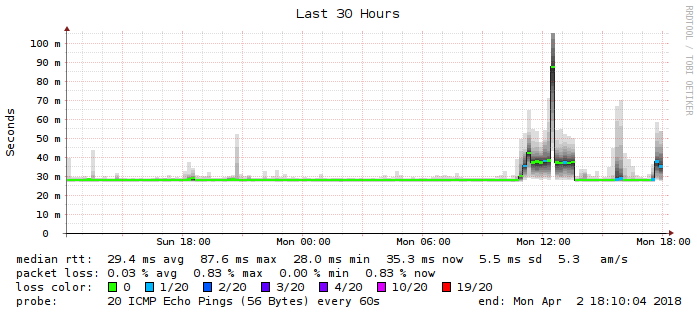 Last 30 Hours
RRDTOOL / TOBI OETIKER
Seconds
100 m
90 m
80 m
70 m
60 m
50 m
40 m
30 m
20 m
10 m
0
Sun 18:00 Mon 00:00 Mon 06:00 Mon 12:00 Mon 18:00
median rtt: 29.4 ms avg 87.6 ms max 28.0 ms min 35.3 ms now 5.5 ms sd 5.3 am/s
packet loss: 0.03 % avg 0.83 % max 0.00 % min 0.83 % now
loss color: 0 1/20 2/20 3/20 4/20 10/20 19/20
probe: 20 ICMP Echo Pings (56 Bytes) every 60s end: Mon Apr 2 18:10:04 2018